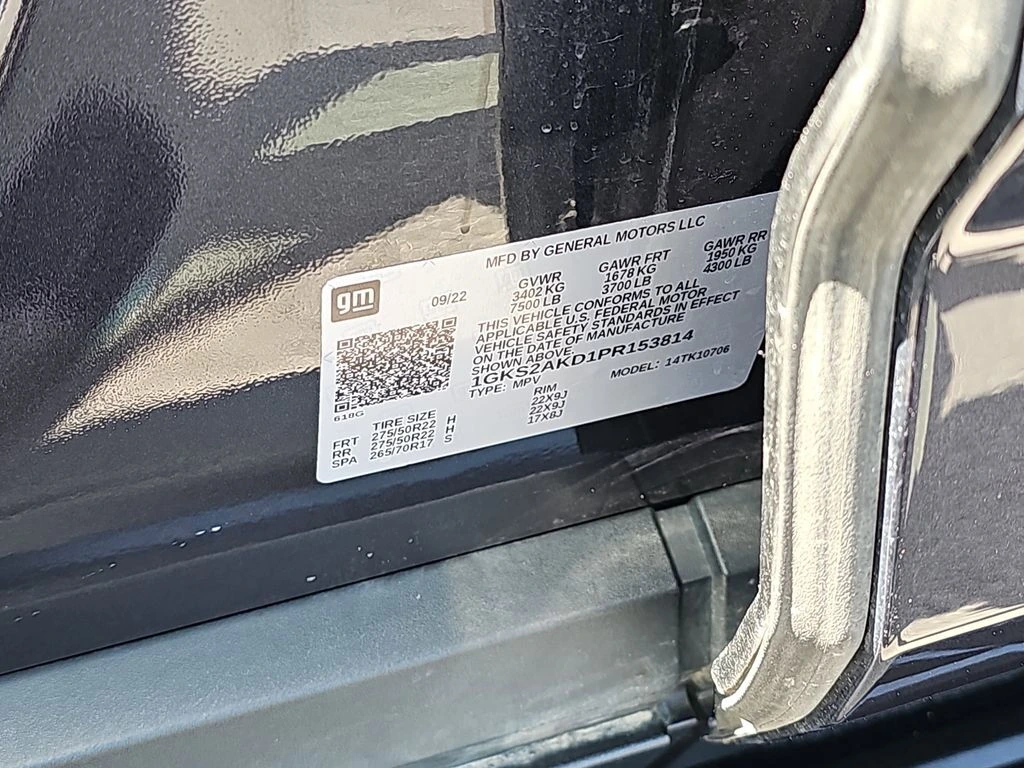 MFD BY GENERAL MOTORS LLC
gm
09/22
GVWR
3402 KG
7500 LB
GAWR FRT
1678 KG
3700 LB
GAWR RR
1950 KG
4300 LB
THIS VEHICLE CONFORMS TO ALL
APPLICABLE U.S. FEDERAL MOTOR
VEHICLE SAFETY STANDARDS IN EFFECT
ON THE DATE OF MANUFACTURE
SHOWN ABOVE.
1GKS2AKD1PR153814
TYPE: MPV
MODEL: 14TK10706
618G
TIRE SIZE RIM
FRT 275/50R22 H 22X9J
RR 275/50R22 H 22X9J
SPA 265/70R17 S 17X8J